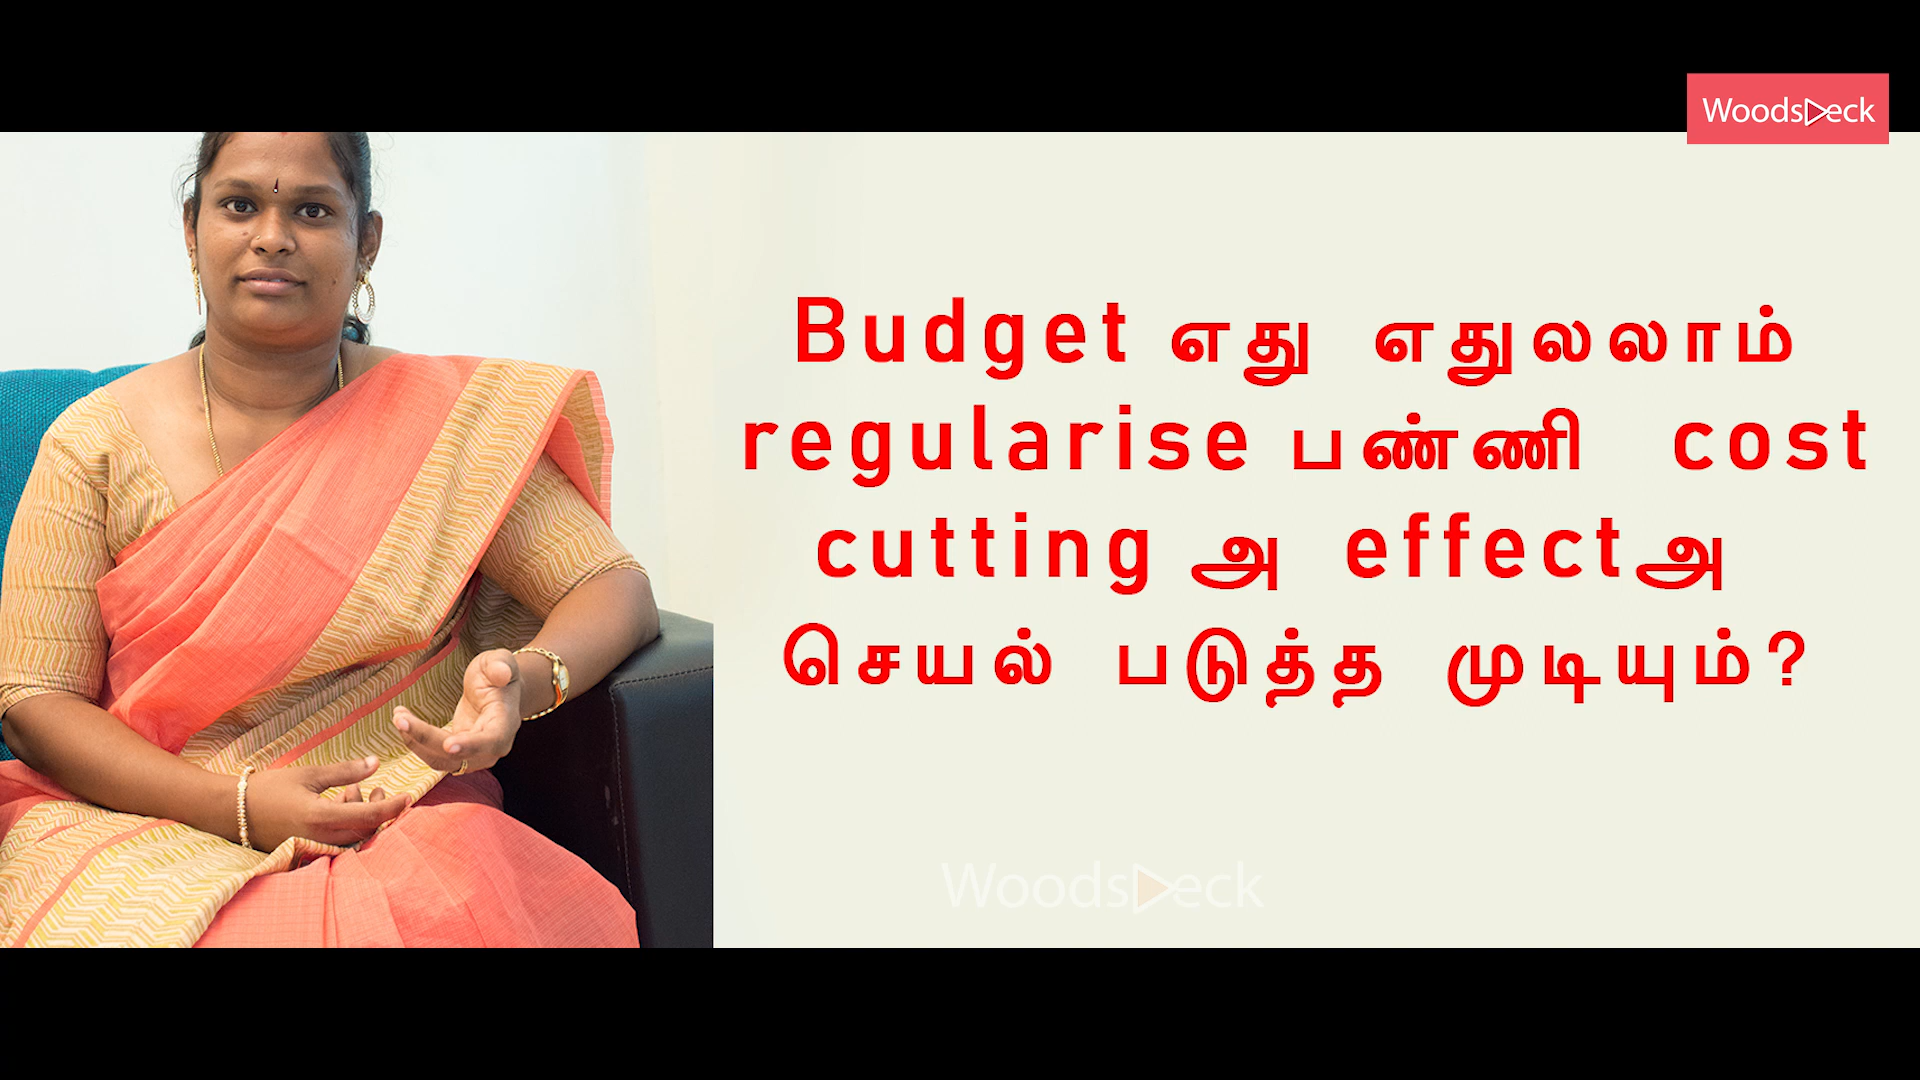 WoodsDeck
Budget எது எதுலலாம்
regularise பண்ணி cost
cutting அ effectஅ
செயல் படுத்த முடியும்?
WoodsDeck